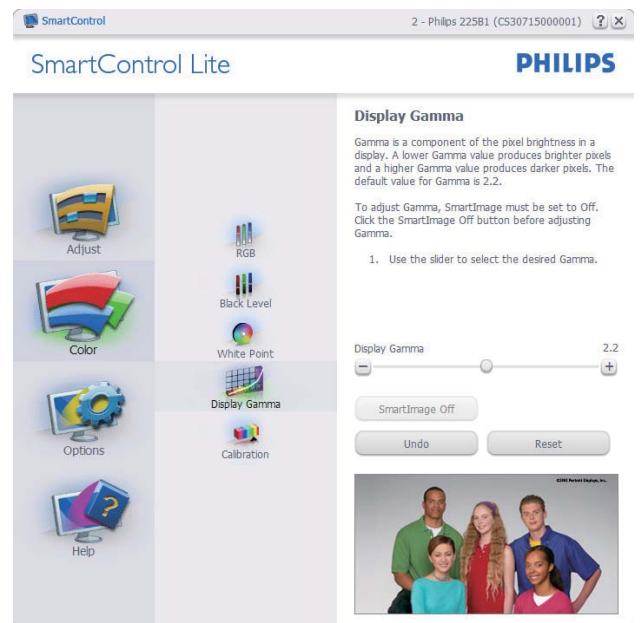 SmartControl
2 - Philips 225B1 (CS30715000001)
SmartControl Lite
PHILIPS
Adjust
Color
Options
Help
RGB
Black Level
White Point
Display Gamma
Calibration
Display Gamma
Gamma is a component of the pixel brightness in a
display. A lower Gamma value produces brighter pixels
and a higher Gamma value produces darker pixels. The
default value for Gamma is 2.2.
To adjust Gamma, SmartImage must be set to Off.
Click the SmartImage Off button before adjusting
Gamma.
1. Use the slider to select the desired Gamma.
Display Gamma 2.2
SmartImage Off
Undo Reset
Portrait Displays, Inc.